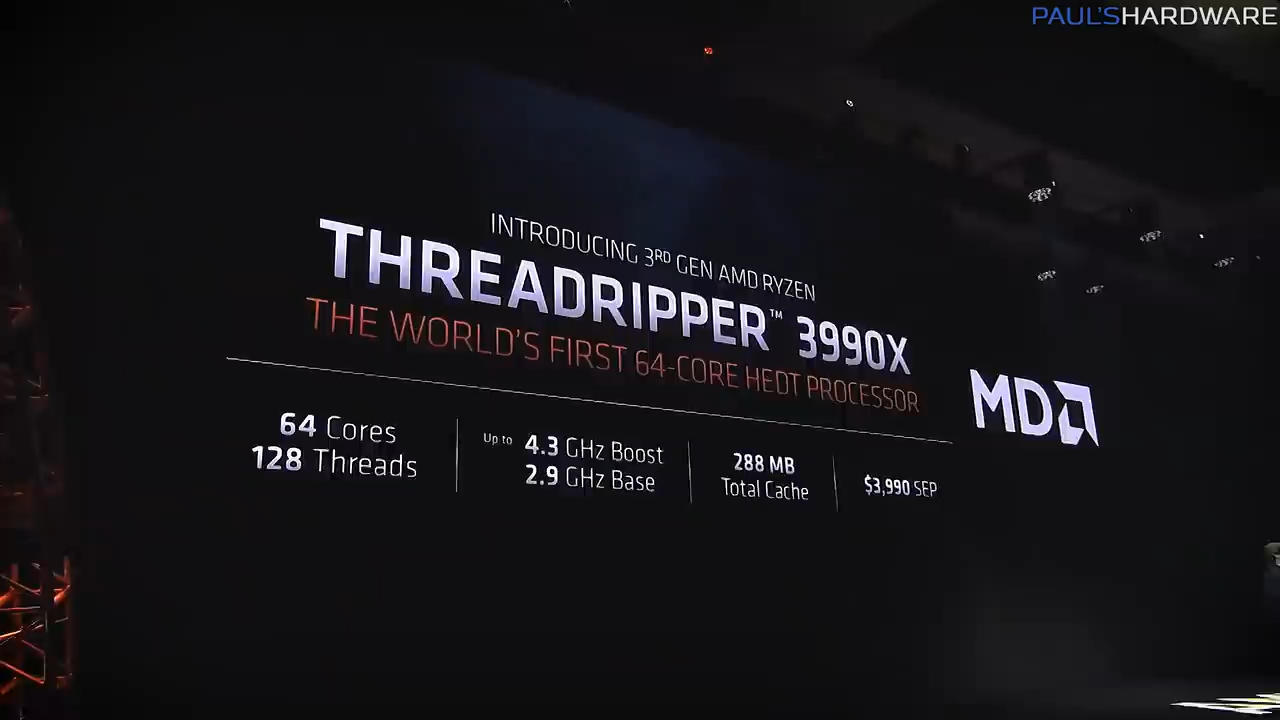 PAUL'SHARDWARE
INTRODUCING 3RD GEN AMD RYZEN
THREADRIPPER™ 3990X
THE WORLD'S FIRST 64-CORE HEDT PROCESSOR
MD
64 Cores
128 Threads
Up to 4.3 GHz Boost
2.9 GHz Base
288 MB
Total Cache
$3,990 SEP